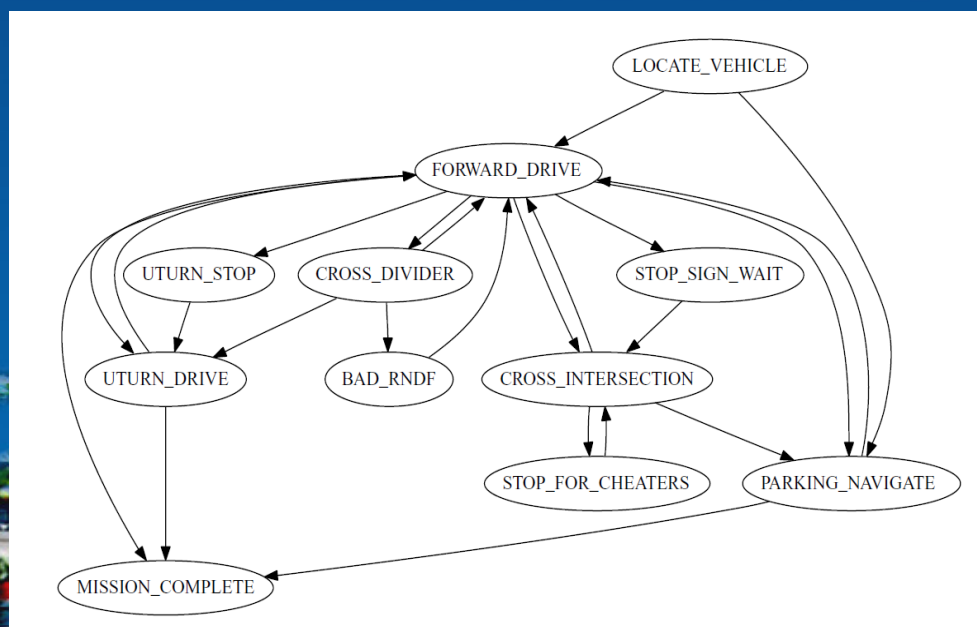 LOCATE_VEHICLE
FORWARD_DRIVE
UTURN_STOP
CROSS_DIVIDER
STOP_SIGN_WAIT
UTURN_DRIVE
BAD_RNDF
CROSS_INTERSECTION
STOP_FOR_CHEATERS
PARKING_NAVIGATE
MISSION_COMPLETE